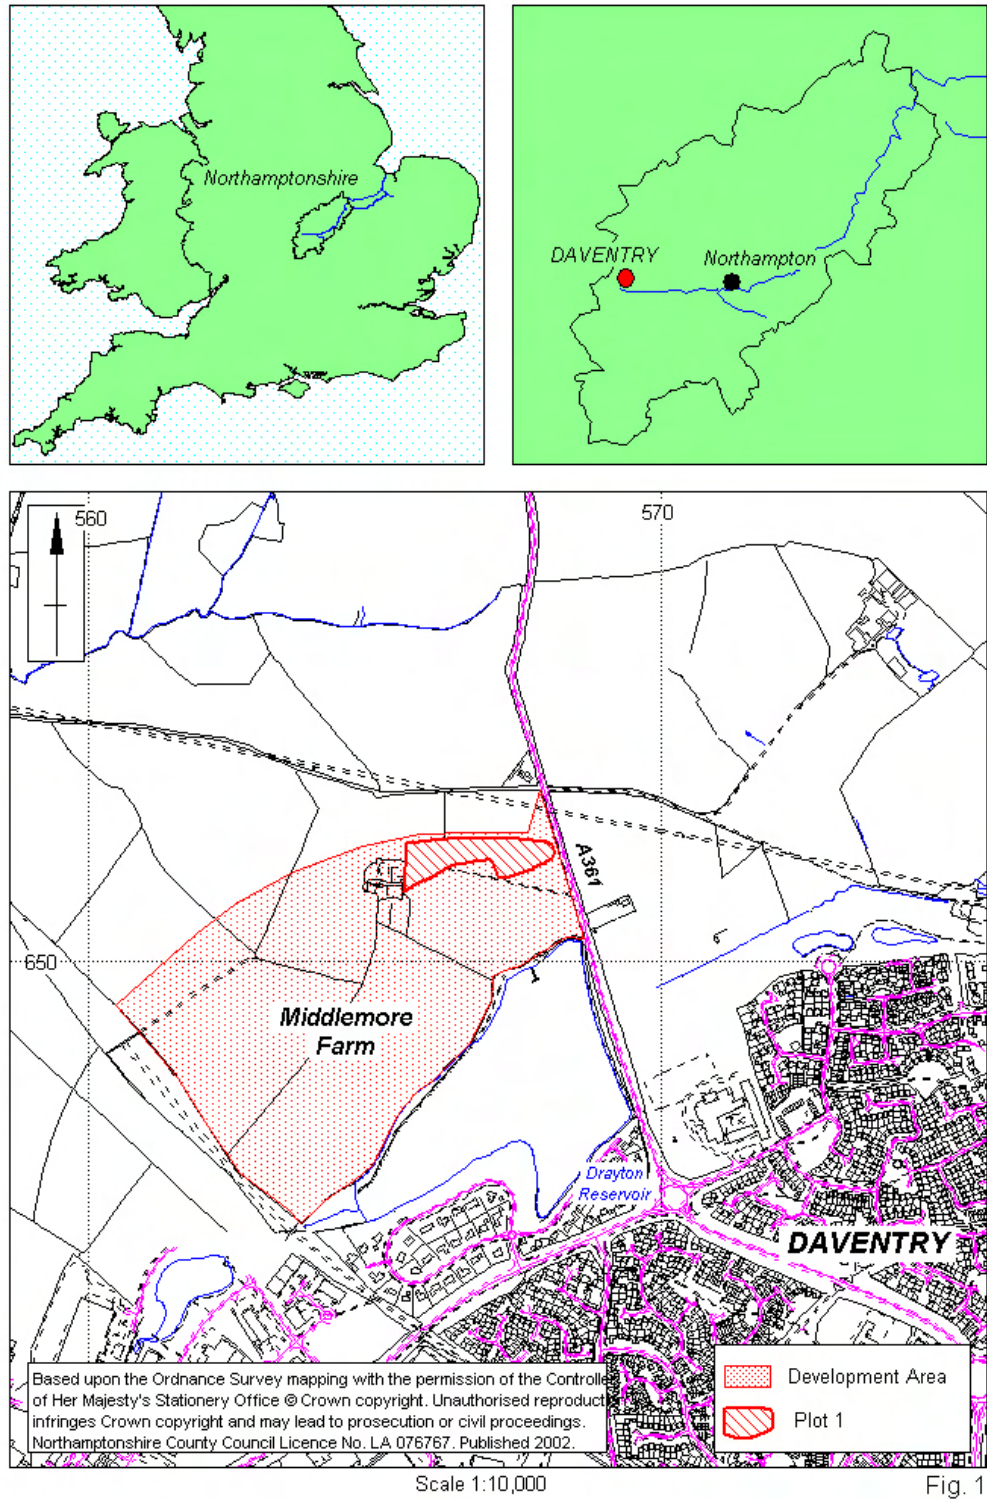 Northamptonshire
DAVENTRY
Northampton
560
570
A361
650
Middlemore
Farm
Drayton
Reservoir
DAVENTRY
Based upon the Ordnance Survey mapping with the permission of the Controlle
of Her Majesty's Stationery Office © Crown copyright. Unauthorised reproduct
infringes Crown copyright and may lead to prosecution or civil proceedings.
Northamptonshire County Council Licence No. LA 076767. Published 2002.
Development Area
Plot 1
Scale 1:10,000
Fig. 1